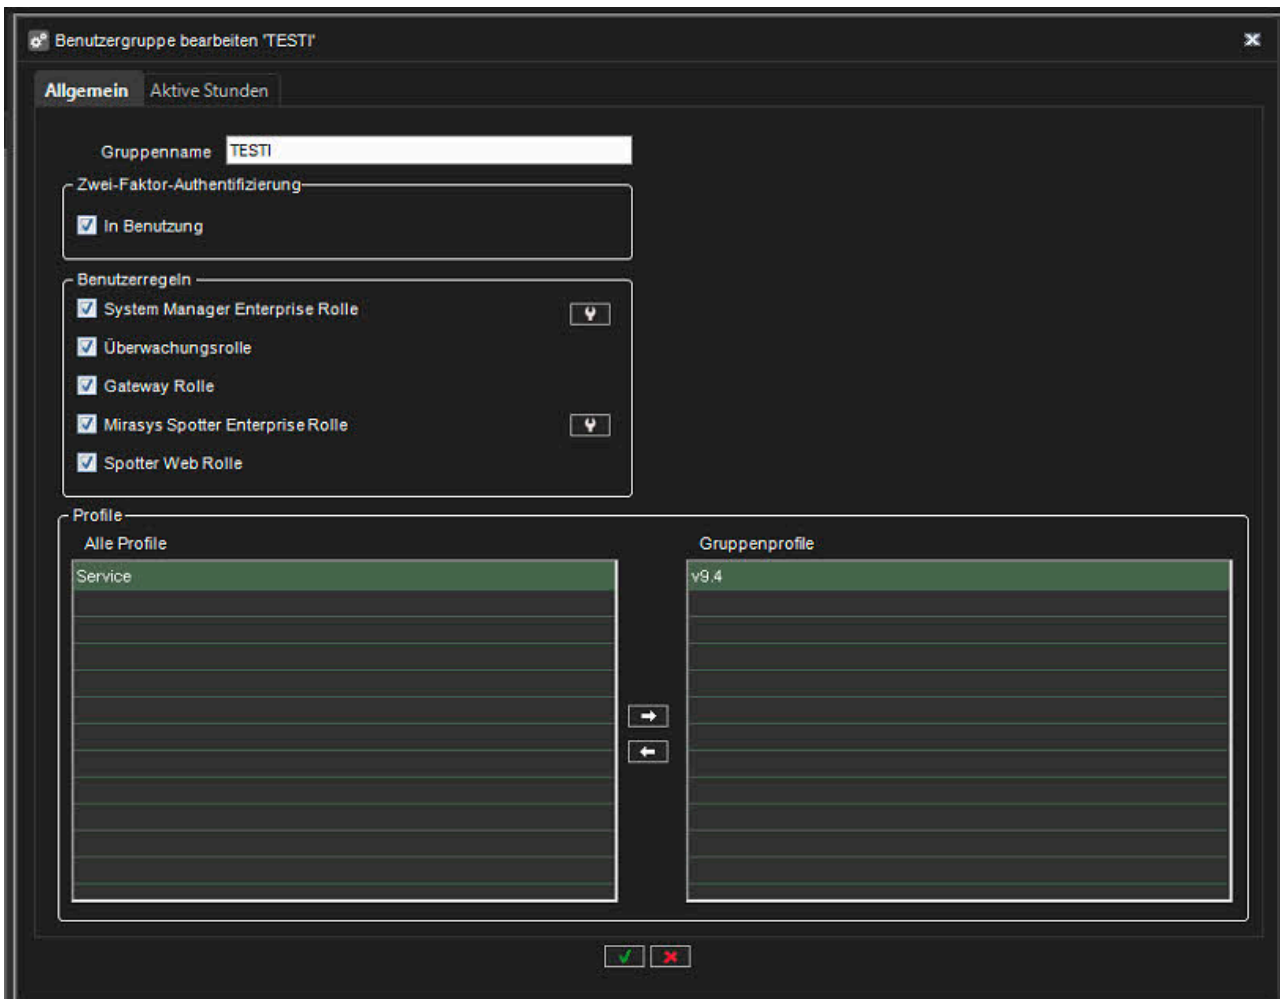 Benutzergruppe bearbeiten 'TESTI'
Allgemein Aktive Stunden
Gruppenname TESTI
Zwei-Faktor-Authentifizierung
In Benutzung
Benutzerregeln
System Manager Enterprise Rolle
Überwachungsrolle
Gateway Rolle
Mirasys Spotter Enterprise Rolle
Spotter Web Rolle
Profile
Alle Profile Gruppenprofile
Service v9.4